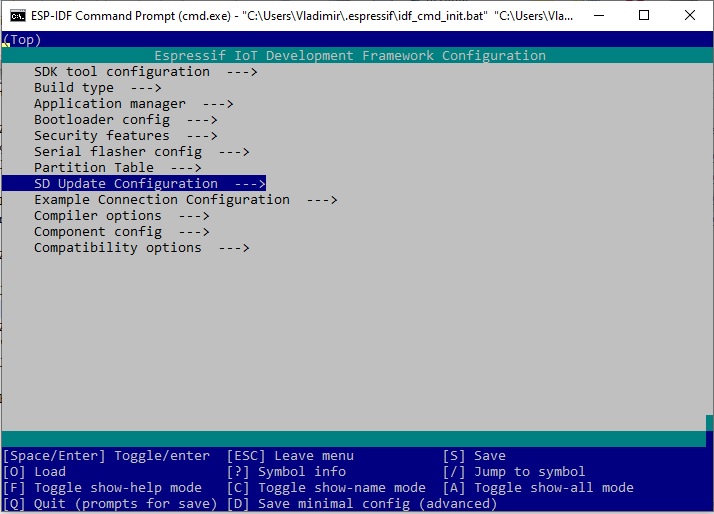 ESP-IDF Command Prompt (cmd.exe) - "C:\Users\Vladimir\.espressif\idf_cmd_init.bat" "C:\Users\Vla...
(Top)
Espressif IoT Development Framework Configuration
SDK tool configuration --->
Build type --->
Application manager --->
Bootloader config --->
Security features --->
Serial flasher config --->
Partition Table --->
SD Update Configuration --->
Example Connection Configuration --->
Compiler options --->
Component config --->
Compatibility options --->
[Space/Enter] Toggle/enter [ESC] Leave menu [S] Save
[O] Load [?] Symbol info [/] Jump to symbol
[F] Toggle show-help mode [C] Toggle show-name mode [A] Toggle show-all mode
[Q] Quit (prompts for save) [D] Save minimal config (advanced)